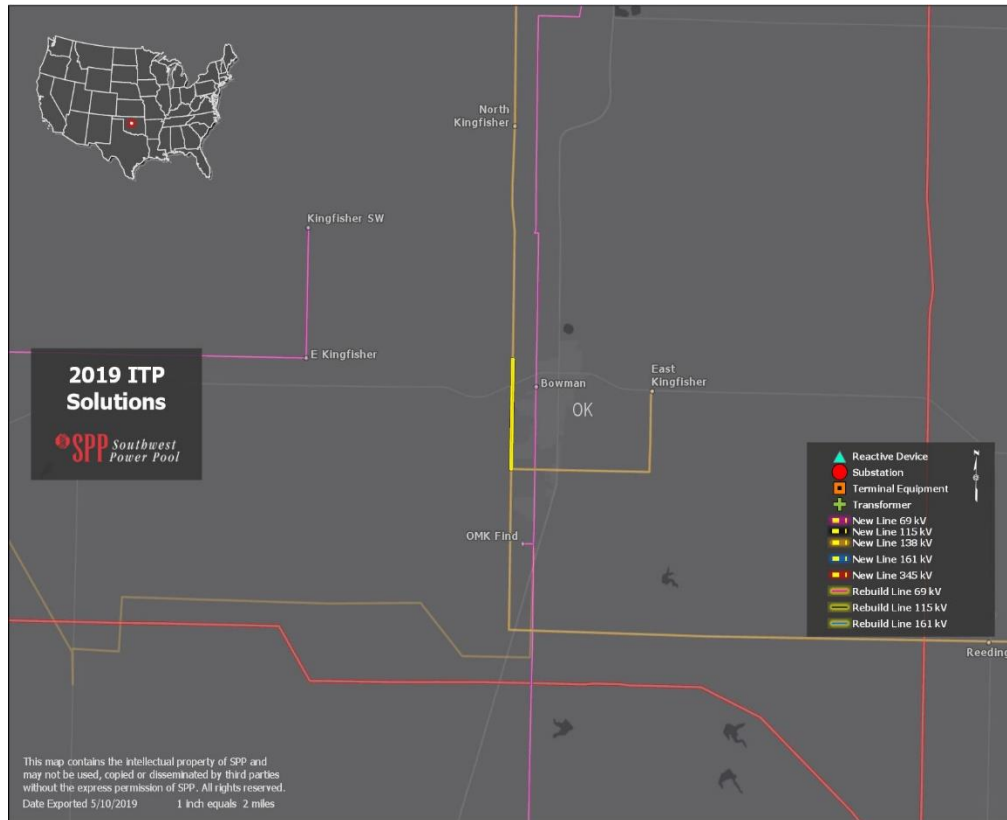 North
Kingfisher
Kingfisher SW
E Kingfisher
2019 ITP
Solutions
SPP Southwest
Power Pool
Bowman
East
Kingfisher
OK
OMK Find
Reeding
N
Reactive Device
Substation
Terminal Equipment
Transformer
New Line 69 kV
New Line 115 kV
New Line 138 kV
New Line 161 kV
New Line 345 kV
Rebuild Line 69 kV
Rebuild Line 115 kV
Rebuild Line 161 kV
This map contains the intellectual property of SPP and
may not be used, copied or disseminated by third parties
without the express permission of SPP. All rights reserved.
Date Exported 5/10/2019 1 inch equals 2 miles